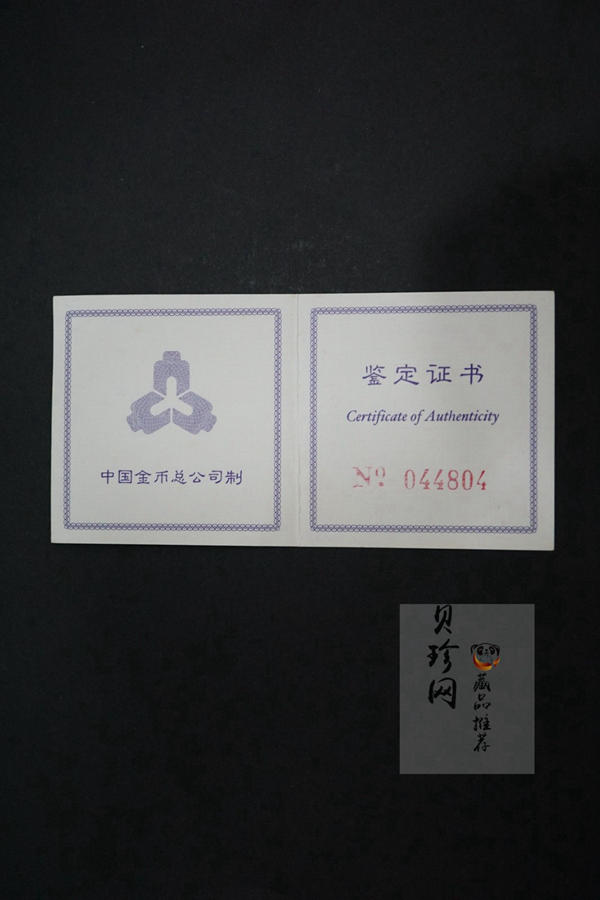 中国金币总公司制
鉴定证书
Certificate of Authenticity
Nº 044804
贝珍网
藏品推荐